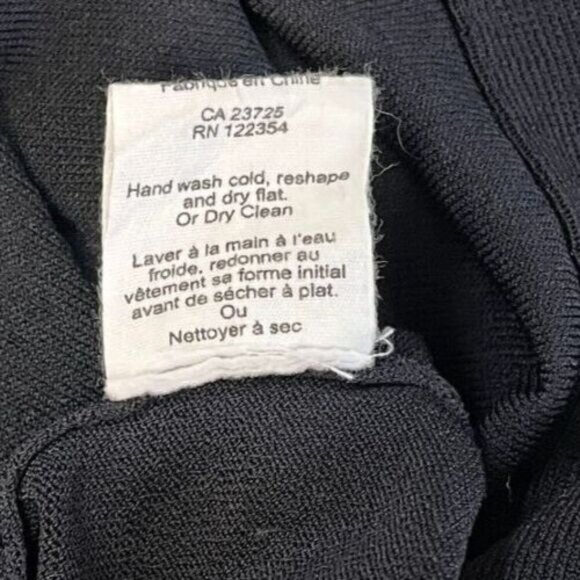 Fabriqué en Chine
CA 23725
RN 122354
Hand wash cold, reshape
and dry flat.
Or Dry Clean
Laver à la main à l'eau
froide, redonner au
vêtement sa forme initial
avant de sécher à plat.
Ou
Nettoyer à sec